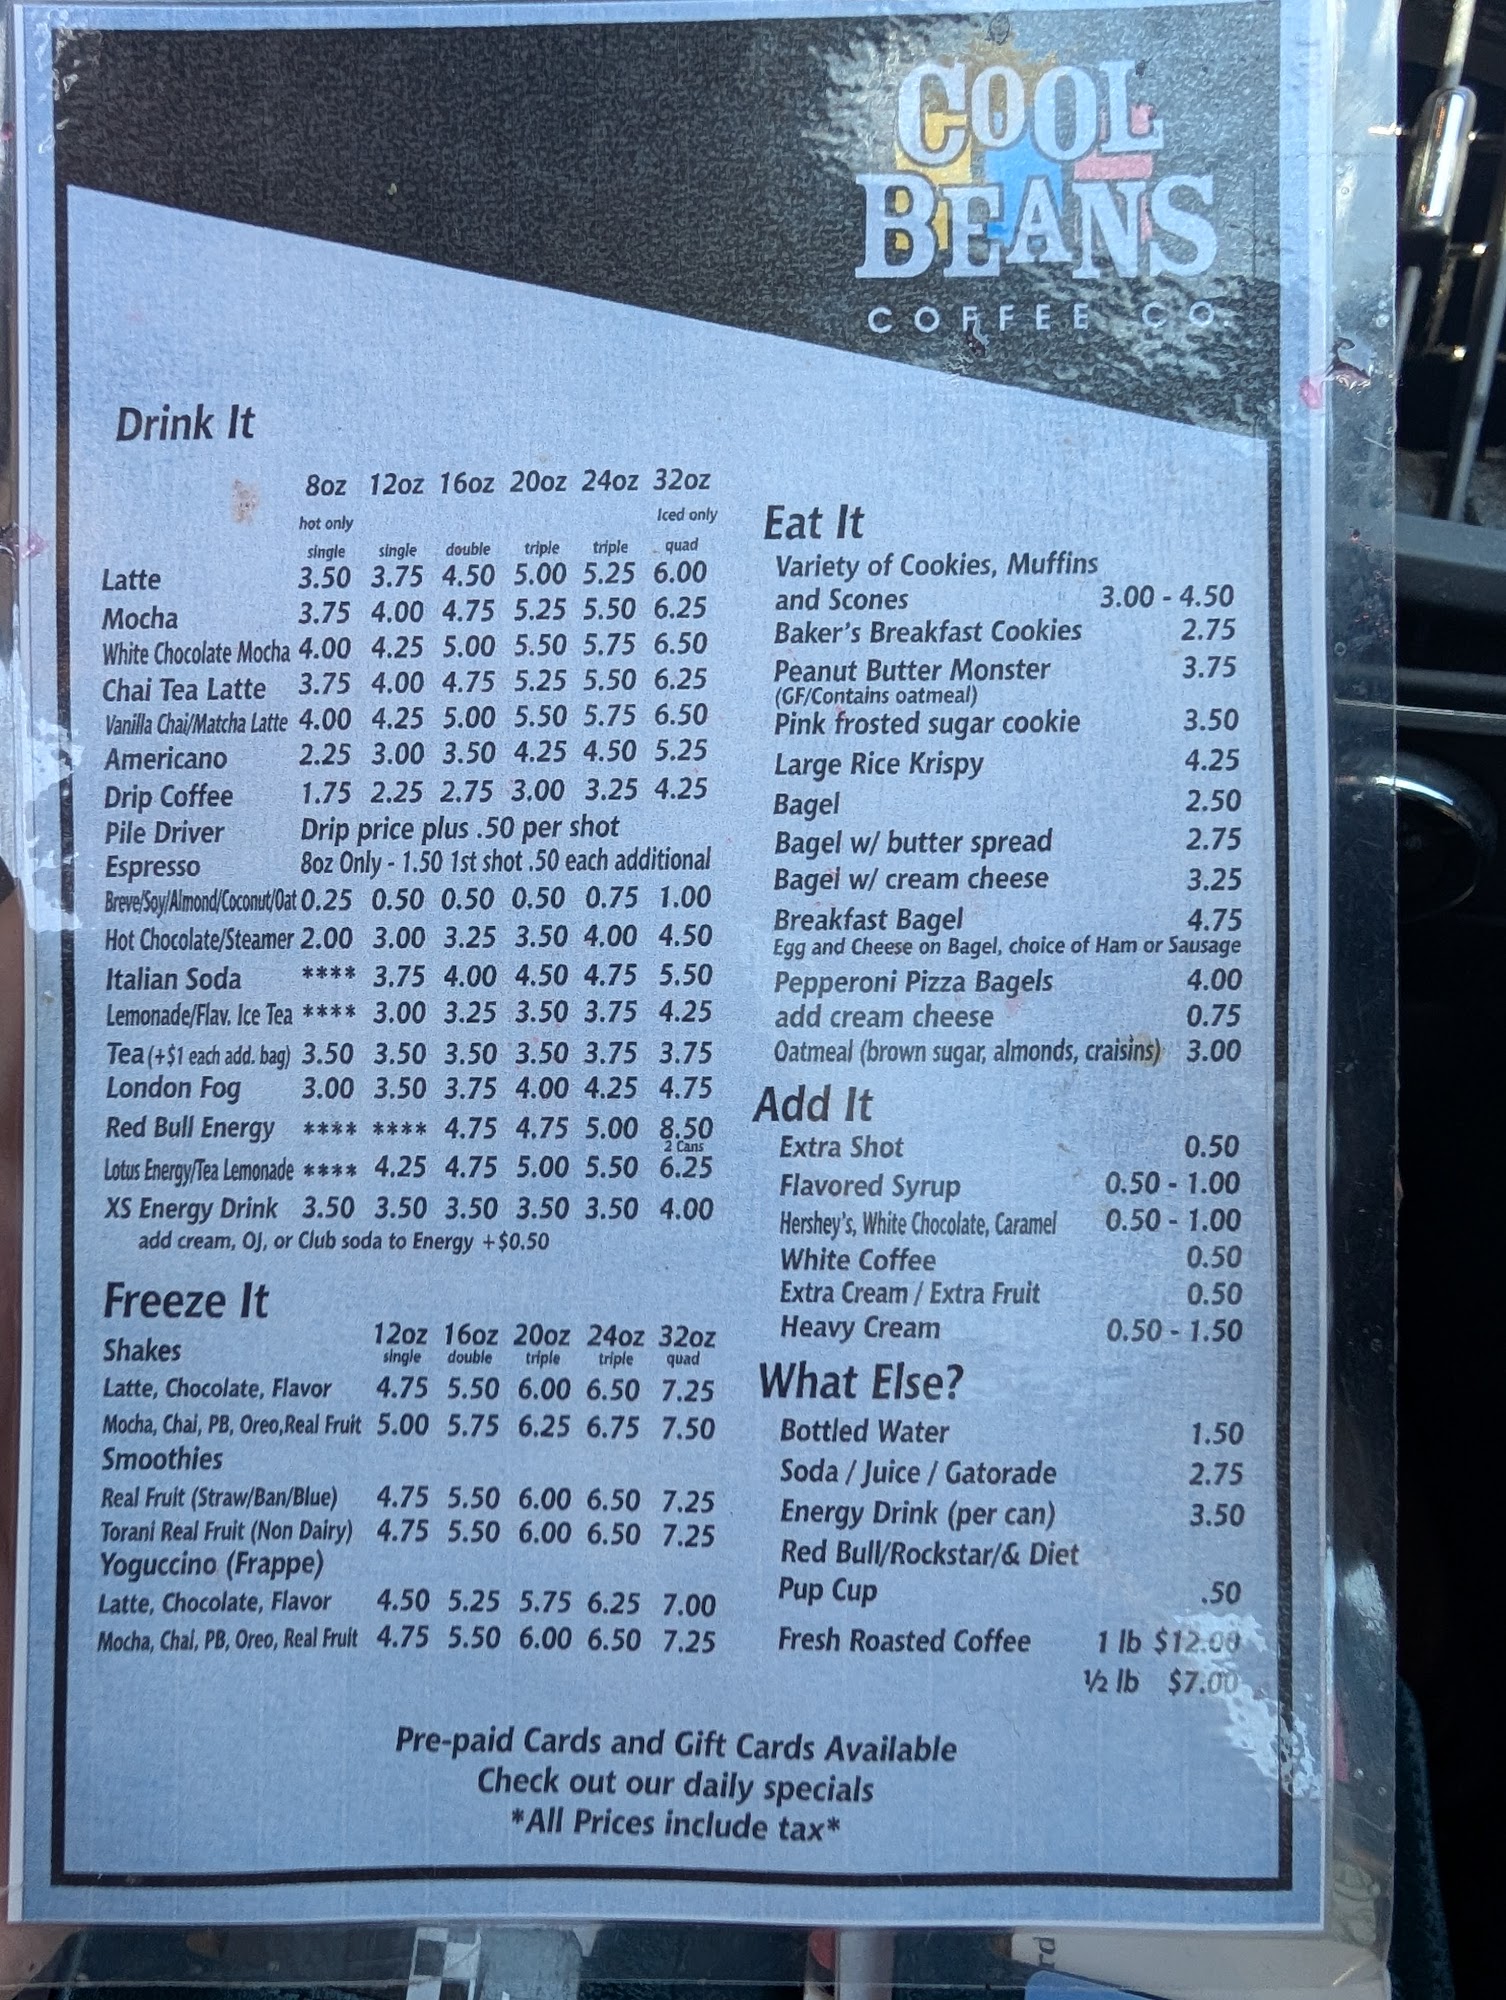 COOL
BEANS
COFFEE CO.
Drink It
8oz 12oz 16oz 20oz 24oz 32oz
hot only Iced only
single single double triple triple quad
Latte 3.50 3.75 4.50 5.00 5.25 6.00
Mocha 3.75 4.00 4.75 5.25 5.50 6.25
White Chocolate Mocha 4.00 4.25 5.00 5.50 5.75 6.50
Chai Tea Latte 3.75 4.00 4.75 5.25 5.50 6.25
Vanilla Chai/Matcha Latte 4.00 4.25 5.00 5.50 5.75 6.50
Americano 2.25 3.00 3.50 4.25 4.50 5.25
Drip Coffee 1.75 2.25 2.75 3.00 3.25 4.25
Pile Driver Drip price plus .50 per shot
Espresso 8oz Only - 1.50 1st shot .50 each additional
Breve/Soy/Almond/Coconut/Oat 0.25 0.50 0.50 0.50 0.75 1.00
Hot Chocolate/Steamer 2.00 3.00 3.25 3.50 4.00 4.50
Italian Soda **** 3.75 4.00 4.50 4.75 5.50
Lemonade/Flav. Ice Tea **** 3.00 3.25 3.50 3.75 4.25
Tea (+$1 each add. bag) 3.50 3.50 3.50 3.50 3.75 3.75
London Fog 3.00 3.50 3.75 4.00 4.25 4.75
Red Bull Energy **** **** 4.75 4.75 5.00 8.50
2 Cans
Lotus Energy/Tea Lemonade **** 4.25 4.75 5.00 5.50 6.25
XS Energy Drink 3.50 3.50 3.50 3.50 3.50 4.00
add cream, OJ, or Club soda to Energy +$0.50
Freeze It
12oz 16oz 20oz 24oz 32oz
Shakes single double triple triple quad
Latte, Chocolate, Flavor 4.75 5.50 6.00 6.50 7.25
Mocha, Chai, PB, Oreo,Real Fruit 5.00 5.75 6.25 6.75 7.50
Smoothies
Real Fruit (Straw/Ban/Blue) 4.75 5.50 6.00 6.50 7.25
Torani Real Fruit (Non Dairy) 4.75 5.50 6.00 6.50 7.25
Yoguccino (Frappe)
Latte, Chocolate, Flavor 4.50 5.25 5.75 6.25 7.00
Mocha, Chai, PB, Oreo, Real Fruit 4.75 5.50 6.00 6.50 7.25
Eat It
Variety of Cookies, Muffins
and Scones 3.00 - 4.50
Baker's Breakfast Cookies 2.75
Peanut Butter Monster 3.75
(GF/Contains oatmeal)
Pink frosted sugar cookie 3.50
Large Rice Krispy 4.25
Bagel 2.50
Bagel w/ butter spread 2.75
Bagel w/ cream cheese 3.25
Breakfast Bagel 4.75
Egg and Cheese on Bagel, choice of Ham or Sausage
Pepperoni Pizza Bagels 4.00
add cream cheese 0.75
Oatmeal (brown sugar, almonds, craisins) 3.00
Add It
Extra Shot 0.50
Flavored Syrup 0.50 - 1.00
Hershey's, White Chocolate, Caramel 0.50 - 1.00
White Coffee 0.50
Extra Cream / Extra Fruit 0.50
Heavy Cream 0.50 - 1.50
What Else?
Bottled Water 1.50
Soda / Juice / Gatorade 2.75
Energy Drink (per can) 3.50
Red Bull/Rockstar/& Diet
Pup Cup .50
Fresh Roasted Coffee 1 lb $12.00
½ lb $7.00
Pre-paid Cards and Gift Cards Available
Check out our daily specials
*All Prices include tax*